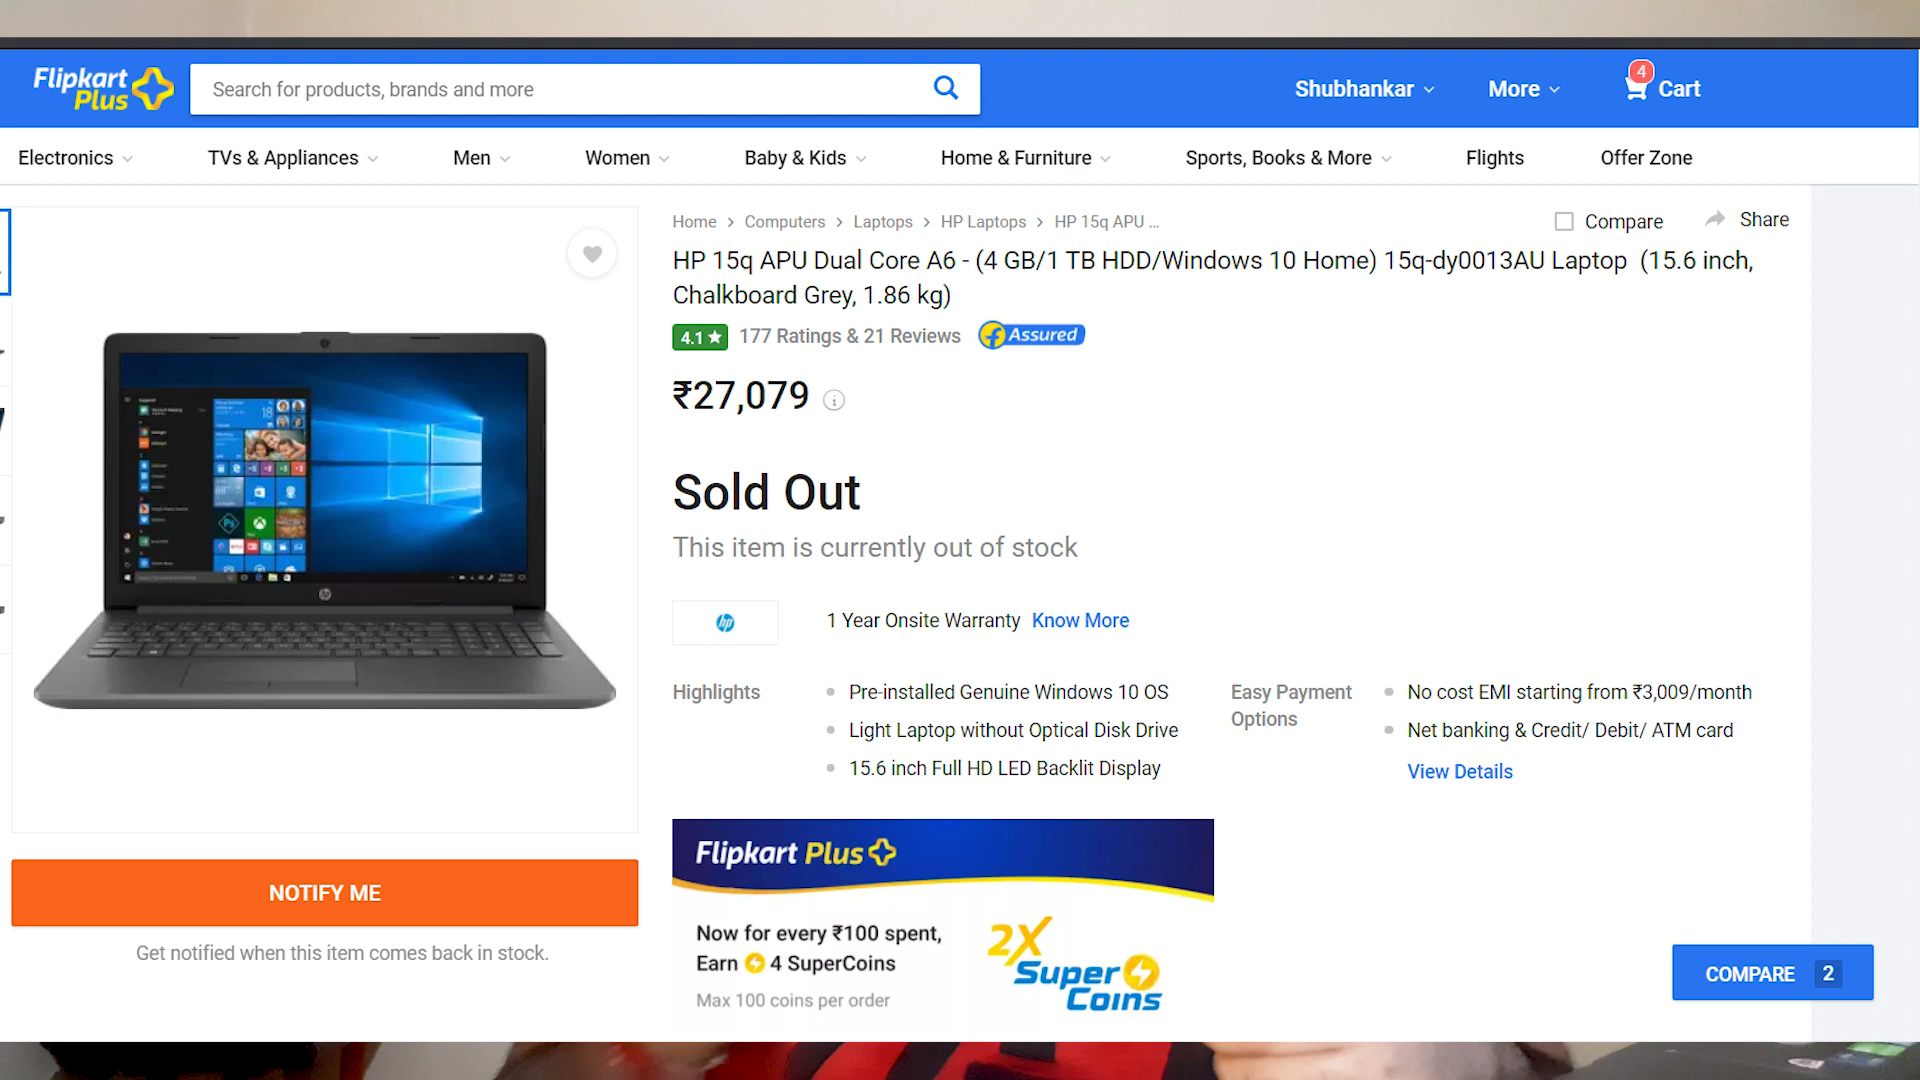 Flipkart
Plus
Search for products, brands and more
Shubhankar
More
4
Cart
Electronics
TVs & Appliances
Men
Women
Baby & Kids
Home & Furniture
Sports, Books & More
Flights
Offer Zone
Home > Computers > Laptops > HP Laptops > HP 15q APU ...
Compare
Share
HP 15q APU Dual Core A6 - (4 GB/1 TB HDD/Windows 10 Home) 15q-dy0013AU Laptop (15.6 inch,
Chalkboard Grey, 1.86 kg)
4.1★ 177 Ratings & 21 Reviews
f Assured
₹27,079
i
Sold Out
This item is currently out of stock
hp
1 Year Onsite Warranty Know More
Highlights
Pre-installed Genuine Windows 10 OS
Light Laptop without Optical Disk Drive
15.6 inch Full HD LED Backlit Display
Easy Payment
Options
No cost EMI starting from ₹3,009/month
Net banking & Credit/ Debit/ ATM card
View Details
NOTIFY ME
Get notified when this item comes back in stock.
Flipkart Plus
Now for every ₹100 spent,
Earn 4 SuperCoins
Max 100 coins per order
2X
Super
Coins
COMPARE 2